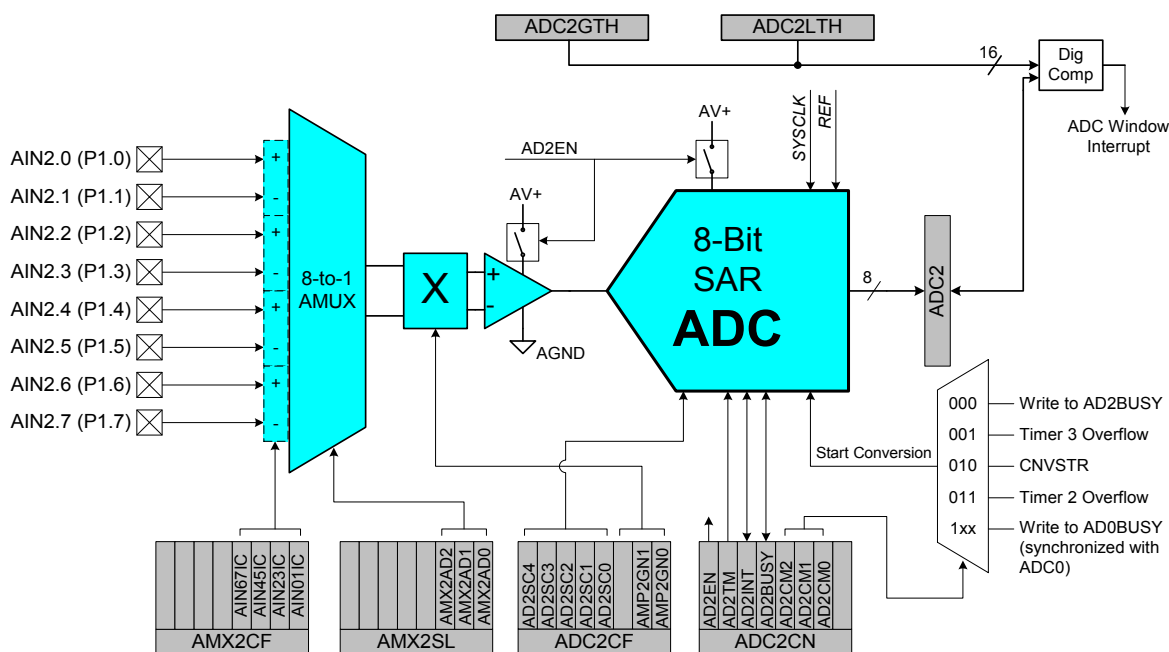 ADC2GTH
ADC2LTH
16
Dig
Comp
ADC Window
Interrupt
AV+
SYSCLK
REF
AD2EN
AV+
AIN2.0 (P1.0)
+
AIN2.1 (P1.1)
-
AIN2.2 (P1.2)
+
AIN2.3 (P1.3)
-
AIN2.4 (P1.4)
+
AIN2.5 (P1.5)
-
AIN2.6 (P1.6)
+
AIN2.7 (P1.7)
-
8-to-1
AMUX
X
+
-
AGND
8-Bit
SAR
ADC
8
ADC2
Start Conversion
000
Write to AD2BUSY
001
Timer 3 Overflow
010
CNVSTR
011
Timer 2 Overflow
1xx
Write to AD0BUSY
(synchronized with
ADC0)
AIN67IC
AIN45IC
AIN23IC
AIN01IC
AMX2CF
AMX2AD2
AMX2AD1
AMX2AD0
AMX2SL
AD2SC4
AD2SC3
AD2SC2
AD2SC1
AD2SC0
AMP2GN1
AMP2GN0
ADC2CF
AD2EN
AD2TM
AD2INT
AD2BUSY
AD2CM2
AD2CM1
AD2CM0
ADC2CN